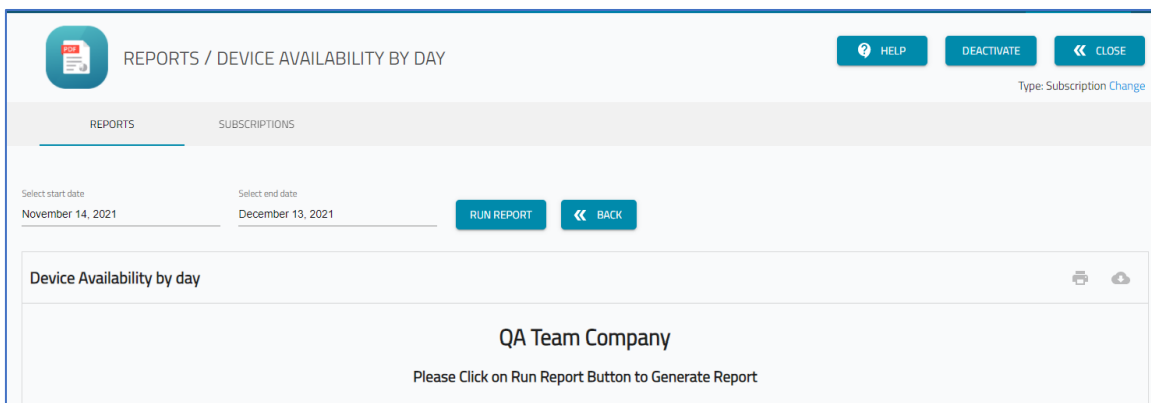 PDF
REPORTS / DEVICE AVAILABILITY BY DAY
HELP
DEACTIVATE
CLOSE
Type: Subscription Change
REPORTS
SUBSCRIPTIONS
Select start date
Select end date
November 14, 2021
December 13, 2021
RUN REPORT
BACK
Device Availability by day
QA Team Company
Please Click on Run Report Button to Generate Report